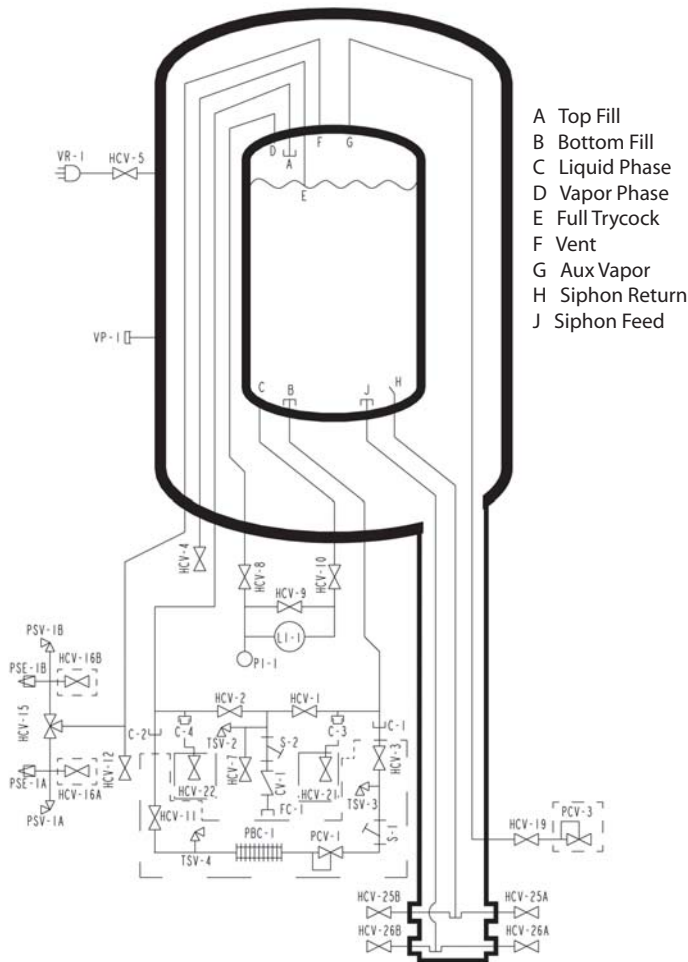 A Top Fill
B Bottom Fill
C Liquid Phase
D Vapor Phase
E Full Trycock
F Vent
G Aux Vapor
H Siphon Return
J Siphon Feed
VR-1
HCV-5
D
A
F
G
E
VP-1
C
B
J
H
HCV-4
HCV-8
HCV-10
HCV-9
LI-1
PI-1
PSV-1B
HCV-16B
PSE-1B
HCV-15
PSE-1A
HCV-16A
PSV-1A
HCV-12
HCV-2
HCV-1
C-2
C-4
TSV-2
S-2
C-3
C-1
HCV-3
HCV-22
HCV-7
CV-1
HCV-21
TSV-3
FC-1
HCV-11
TSV-4
PBC-1
PCV-1
S-1
HCV-19
PCV-3
HCV-25B
HCV-25A
HCV-26B
HCV-26A